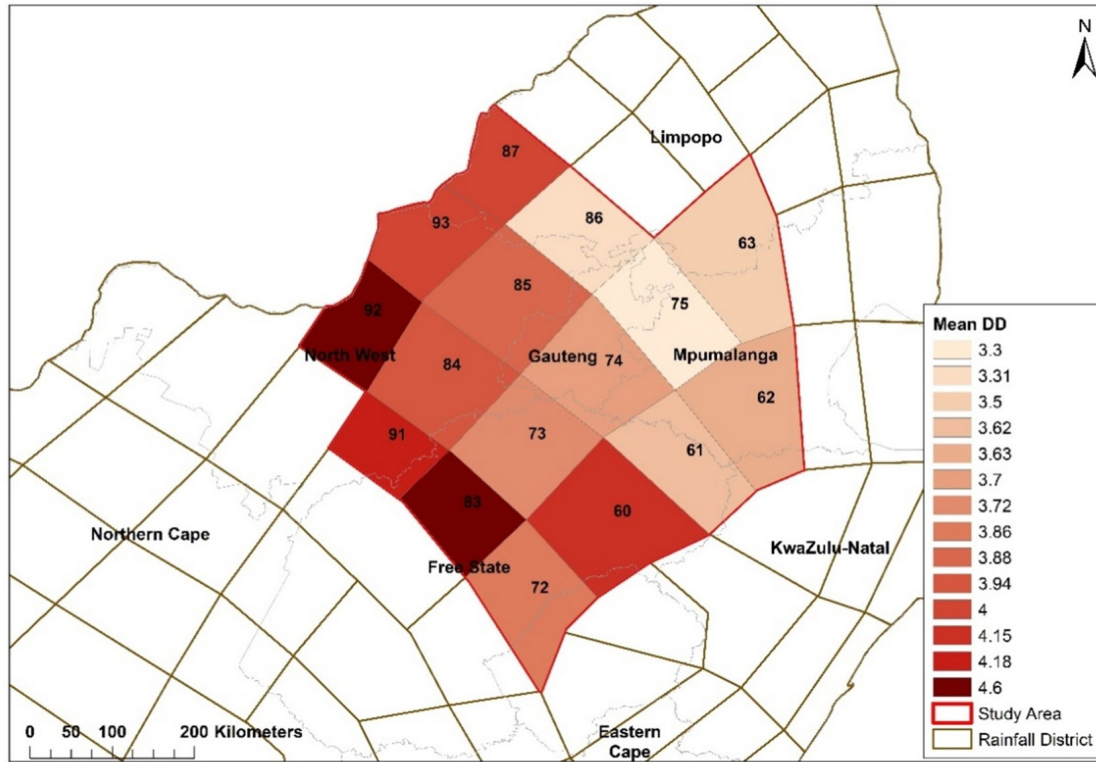 N
Limpopo
87
86
93
63
85
75
92
North West
Gauteng
74
Mpumalanga
84
62
91
73
61
83
60
Northern Cape
KwaZulu-Natal
Free State
72
Eastern
Cape
0 50 100 200 Kilometers
Mean DD
3.3
3.31
3.5
3.62
3.63
3.7
3.72
3.86
3.88
3.94
4
4.15
4.18
4.6
Study Area
Rainfall District